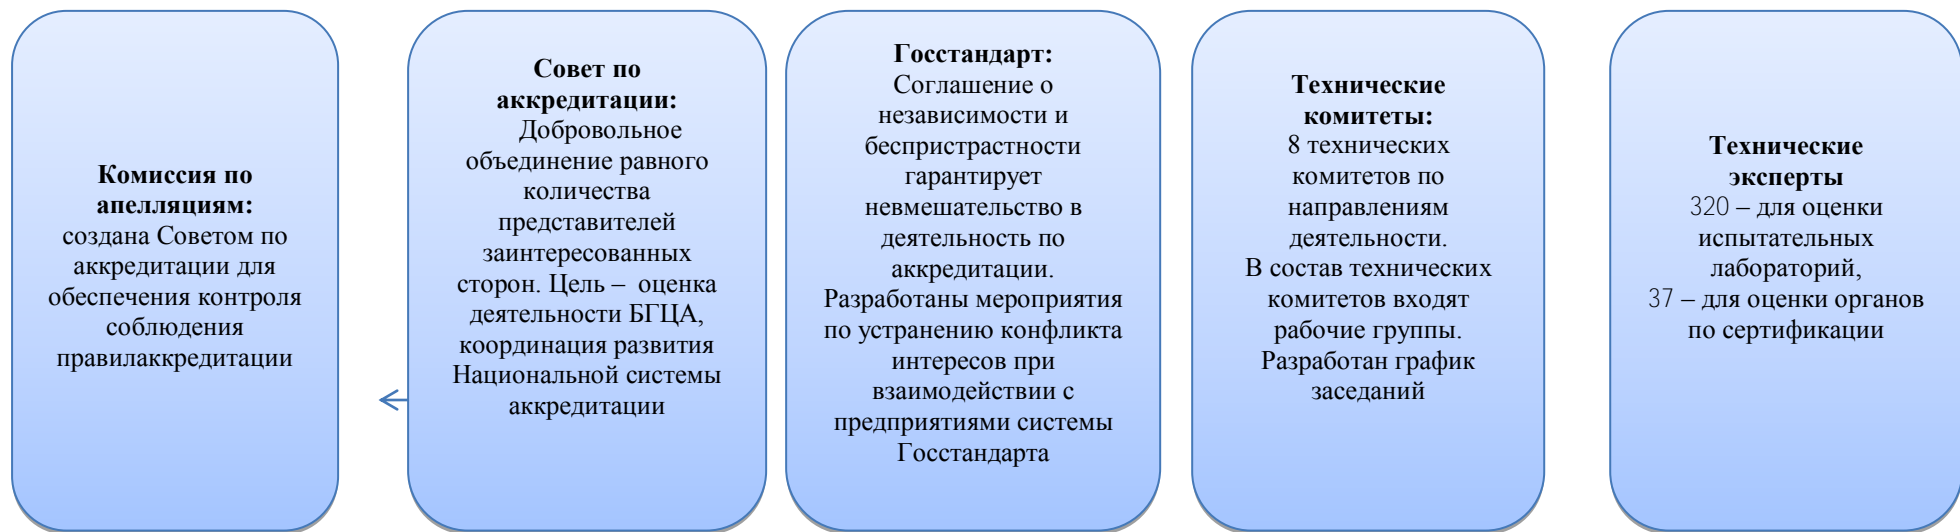 Комиссия по
апелляциям:
создана Советом по
аккредитации для
обеспечения контроля
соблюдения
правилаккредитации
Совет по
аккредитации:
Добровольное
объединение равного
количества
представителей
заинтересованных
сторон. Цель – оценка
деятельности БГЦА,
координация развития
Национальной системы
аккредитации
Госстандарт:
Соглашение о
независимости и
беспристрастности
гарантирует
невмешательство в
деятельность по
аккредитации.
Разработаны мероприятия
по устранению конфликта
интересов при
взаимодействии с
предприятиями системы
Госстандарта
Технические
комитеты:
8 технических
комитетов по
направлениям
деятельности.
В состав технических
комитетов входят
рабочие группы.
Разработан график
заседаний
Технические
эксперты
320 – для оценки
испытательных
лабораторий,
37 – для оценки органов
по сертификации